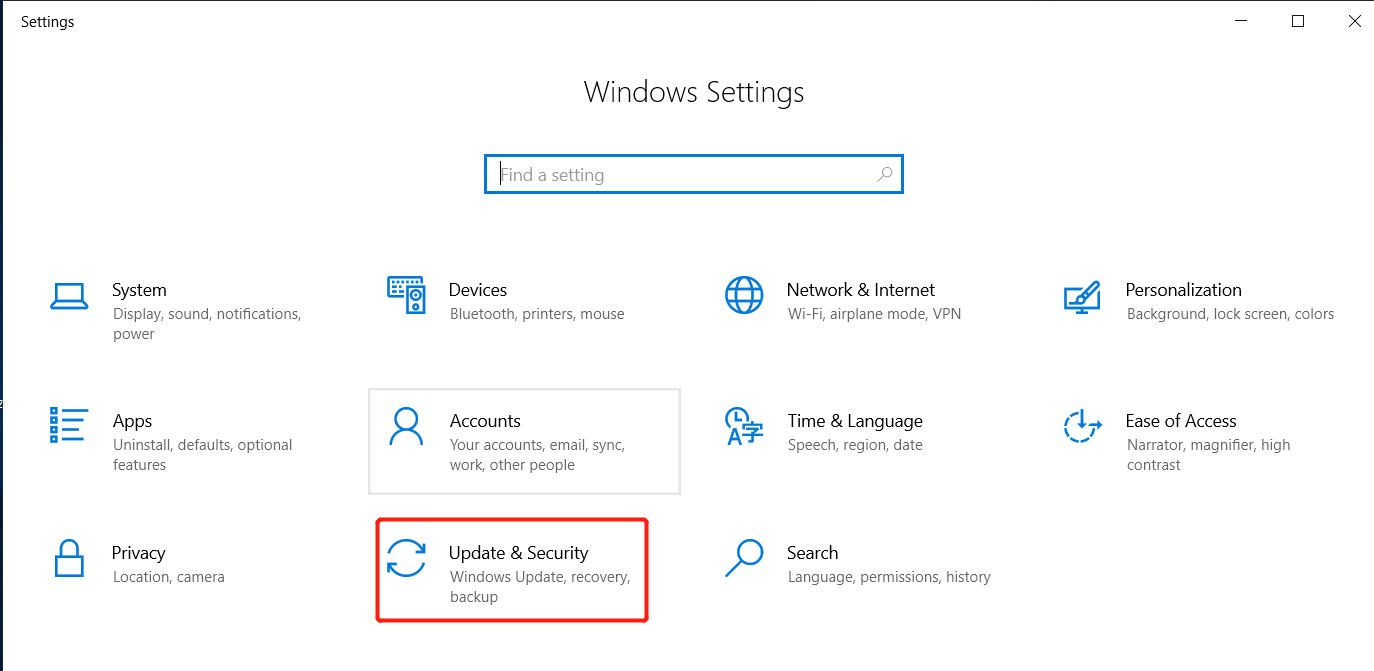 Settings
Windows Settings
Find a setting
System
Display, sound, notifications,
power
Devices
Bluetooth, printers, mouse
Network & Internet
Wi-Fi, airplane mode, VPN
Personalization
Background, lock screen, colors
Apps
Uninstall, defaults, optional
features
Accounts
Your accounts, email, sync,
work, other people
Time & Language
Speech, region, date
Ease of Access
Narrator, magnifier, high
contrast
Privacy
Location, camera
Update & Security
Windows Update, recovery,
backup
Search
Language, permissions, history